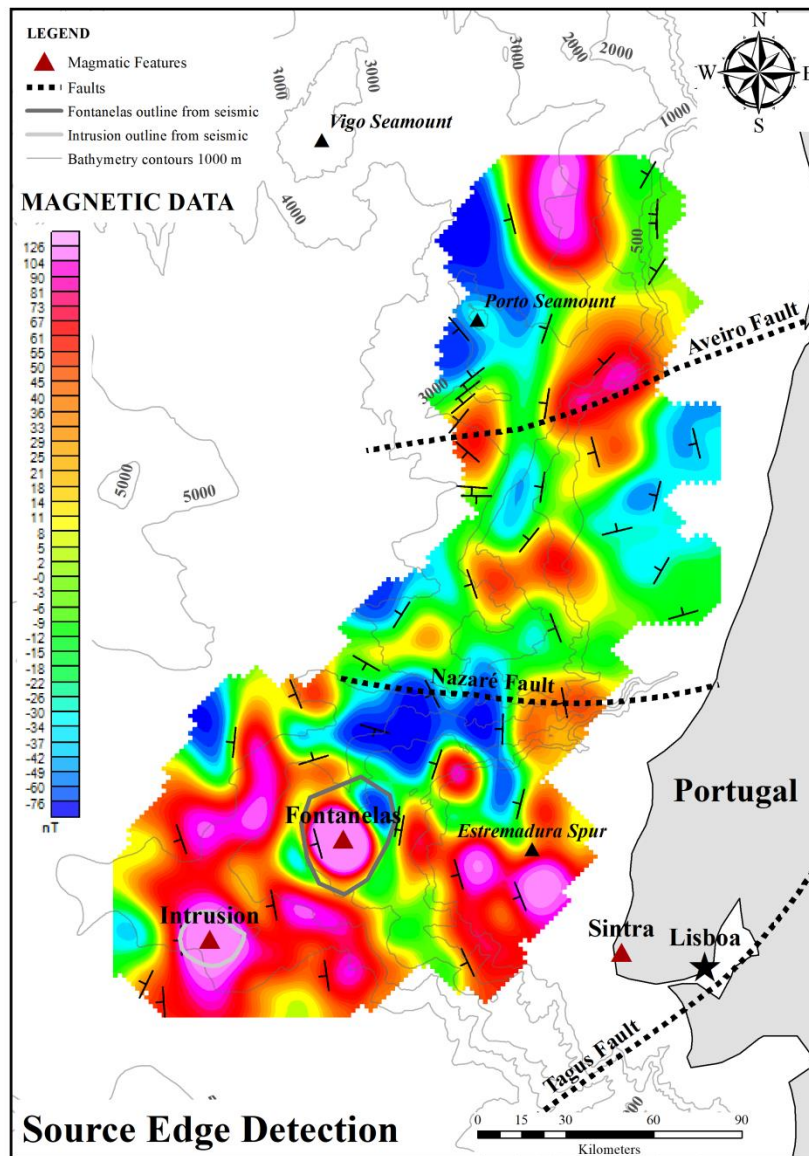 LEGEND
Magmatic Features
Faults
Fontanelas outline from seismic
Intrusion outline from seismic
Bathymetry contours 1000 m
N
W
E
S
3000
3000
3000
2000
2000
1000
Vigo Seamount
4000
MAGNETIC DATA
126
104
90
81
73
67
61
55
50
45
40
36
33
29
25
21
18
14
11
8
5
2
-0
-3
-6
-9
-12
-15
-17
-20
-23
-26
-30
-34
-37
-42
-49
-60
-76
nT
500
Porto Seamount
Aveiro Fault
3000
5000
5000
Nazaré Fault
Portugal
Fontanelas
Estremadura Spur
Intrusion
Sintra
Lisboa
Tagus Fault
Source Edge Detection
0 15 30 60 90
Kilometers